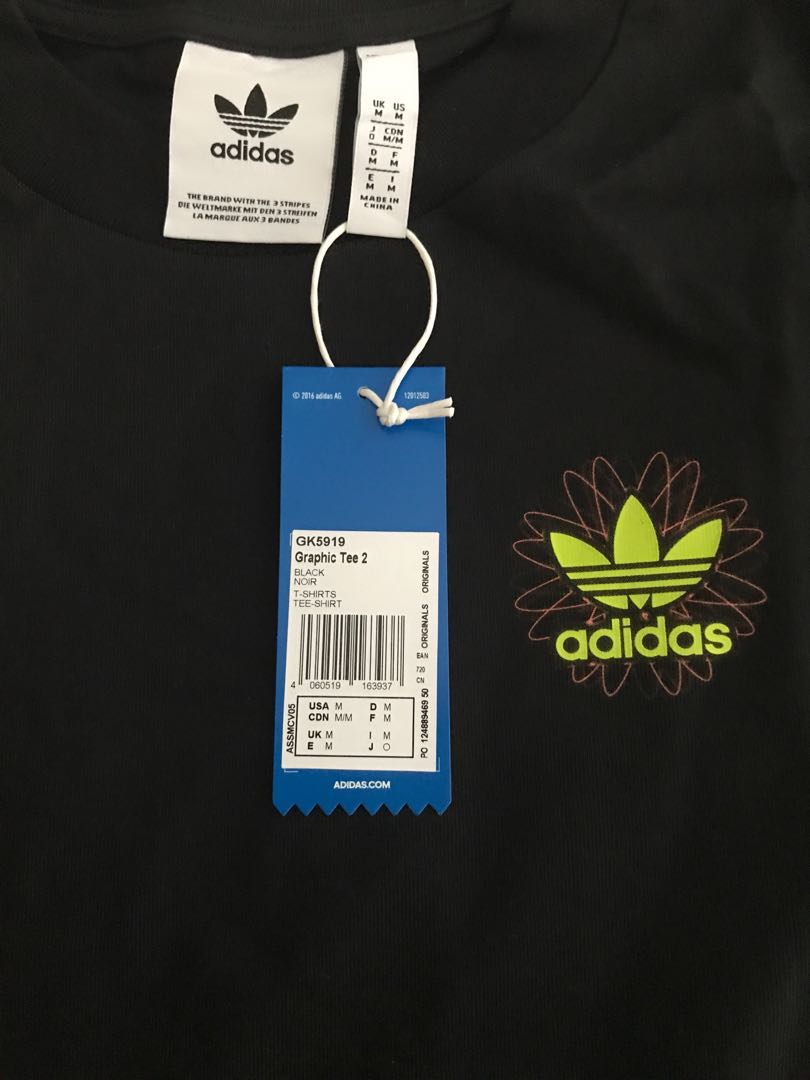 adidas
THE BRAND WITH THE 3 STRIPES
DIE WELTMARKE MIT DEN 3 STREIFEN
LA MARQUE AUX 3 BANDES
UK M US M
J O CDN M/M
D M F M
E M I M
MADE IN
CHINA
© 2016 adidas AG. 12012503
GK5919
Graphic Tee 2
BLACK
NOIR
T-SHIRTS
TEE-SHIRT
4 060519 163937
USA M D M
CDN M/M F M
UK M I M
E M J O
ASSMCV05
ORIGINALS ORIGINALS
EAN
720
CN
PO 124889469 50
ADIDAS.COM
adidas